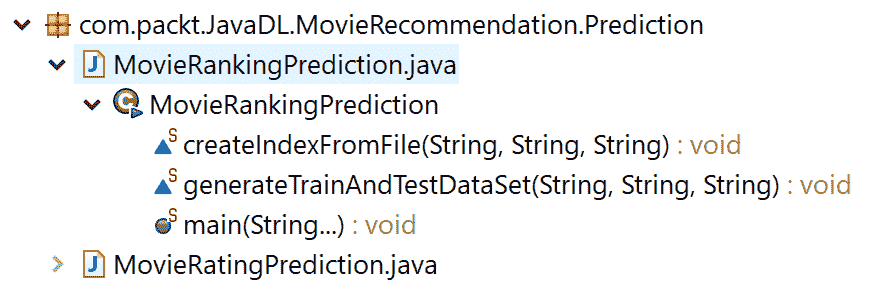 com.packt.JavaDL.MovieRecommendation.Prediction
J MovieRankingPrediction.java
C MovieRankingPrediction
S createIndexFromFile(String, String, String) : void
S generateTrainAndTestDataSet(String, String, String) : void
S main(String...) : void
J MovieRatingPrediction.java